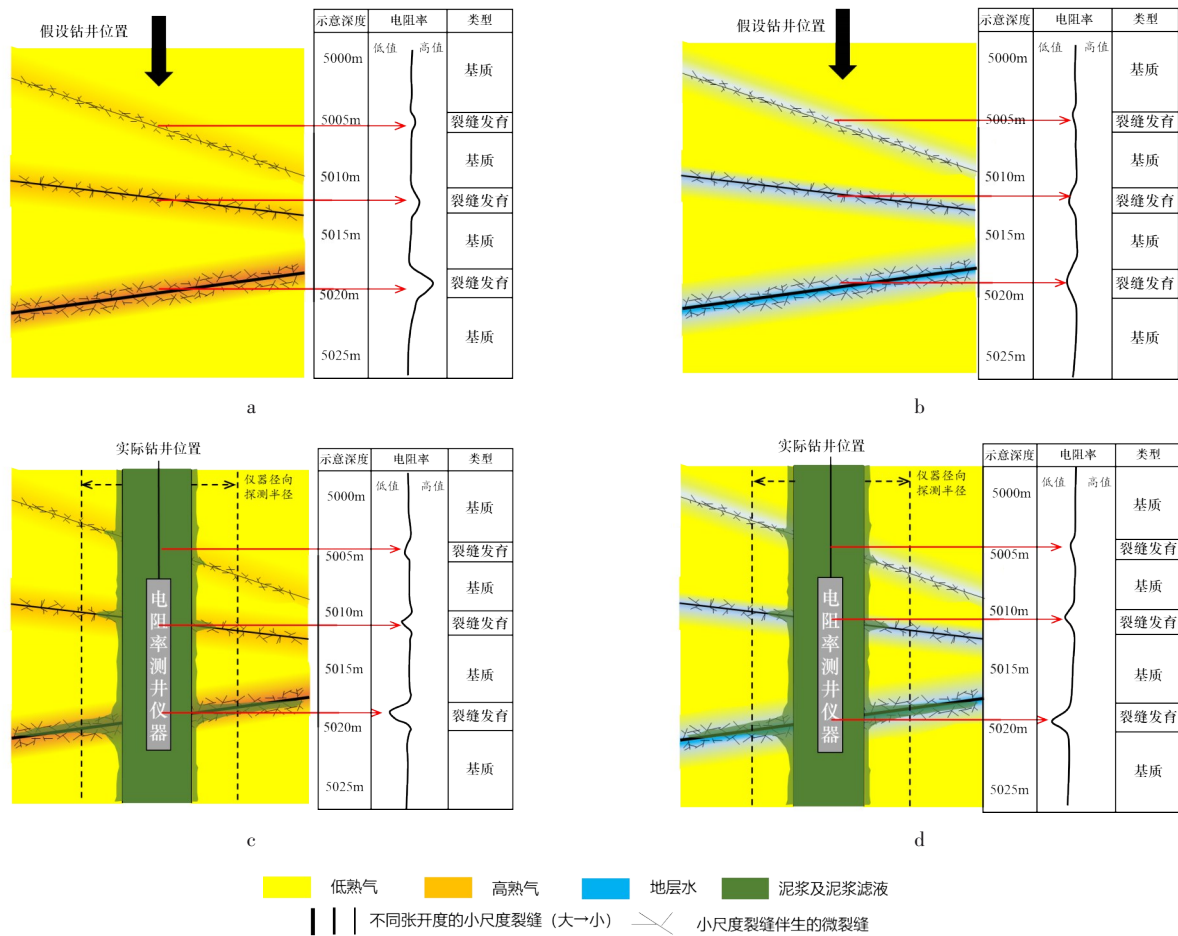 假设钻井位置
示意深度 电阻率 类型
低值 高值
5000m
基质
5005m
裂缝发育
基质
5010m
裂缝发育
5015m
基质
裂缝发育
5020m
基质
5025m
a
假设钻井位置
示意深度 电阻率 类型
低值 高值
5000m
基质
5005m
裂缝发育
基质
5010m
裂缝发育
5015m
基质
裂缝发育
5020m
基质
5025m
b
实际钻井位置
仪器径向
探测半径
电阻率测井仪器
示意深度 电阻率 类型
低值 高值
5000m
基质
5005m
裂缝发育
基质
5010m
裂缝发育
5015m
基质
裂缝发育
5020m
基质
5025m
c
实际钻井位置
仪器径向
探测半径
电阻率测井仪器
示意深度 电阻率 类型
低值 高值
5000m
基质
5005m
裂缝发育
基质
5010m
裂缝发育
5015m
基质
裂缝发育
5020m
基质
5025m
d
低熟气 高熟气 地层水 泥浆及泥浆滤液
不同张开度的小尺度裂缝（大→小） 小尺度裂缝伴生的微裂缝